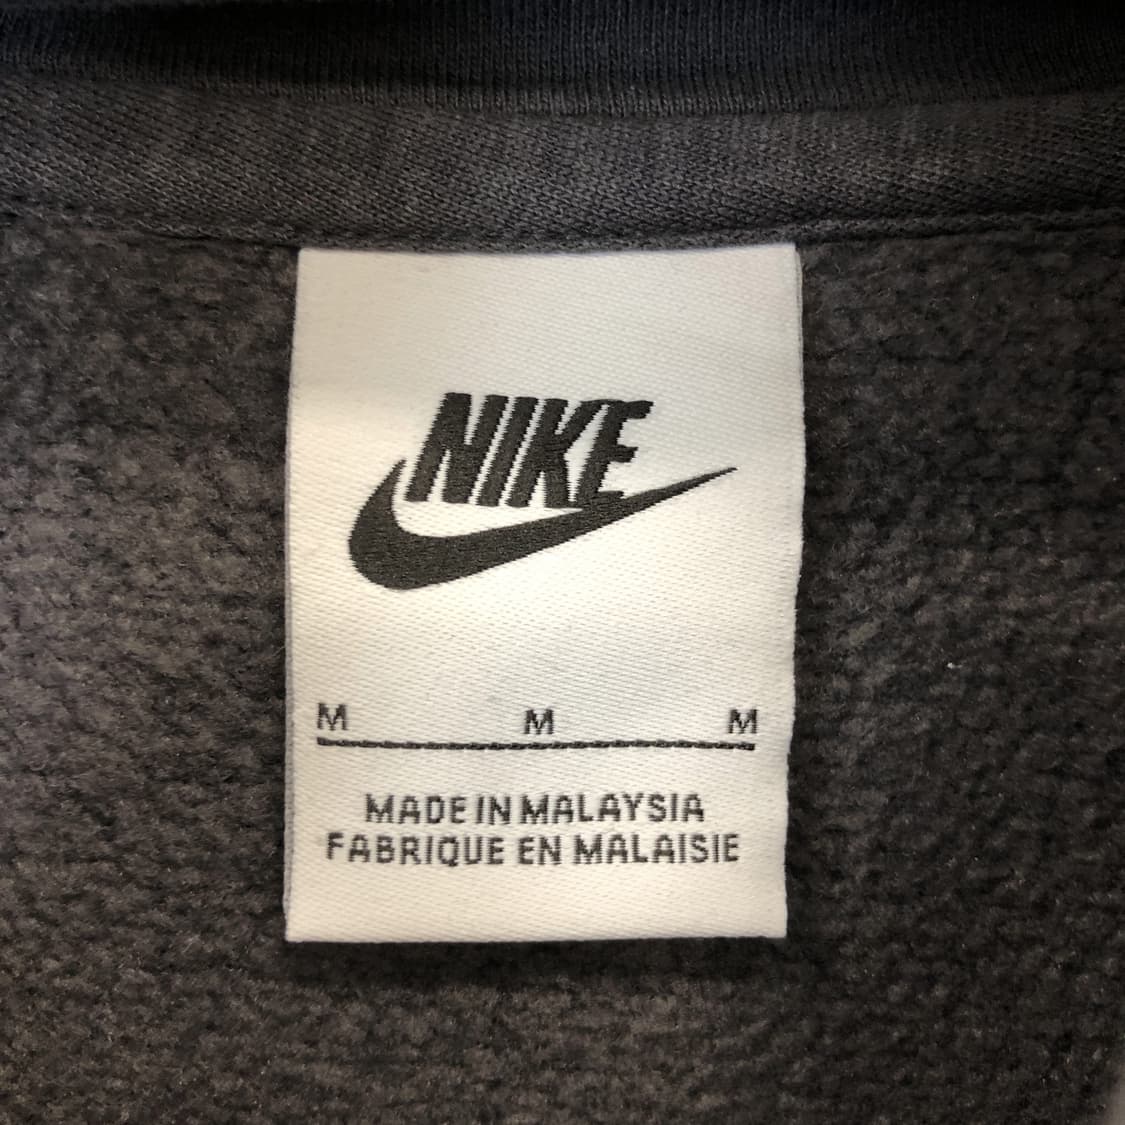 NIKE
M M M
MADE IN MALAYSIA
FABRIQUE EN MALAISIE